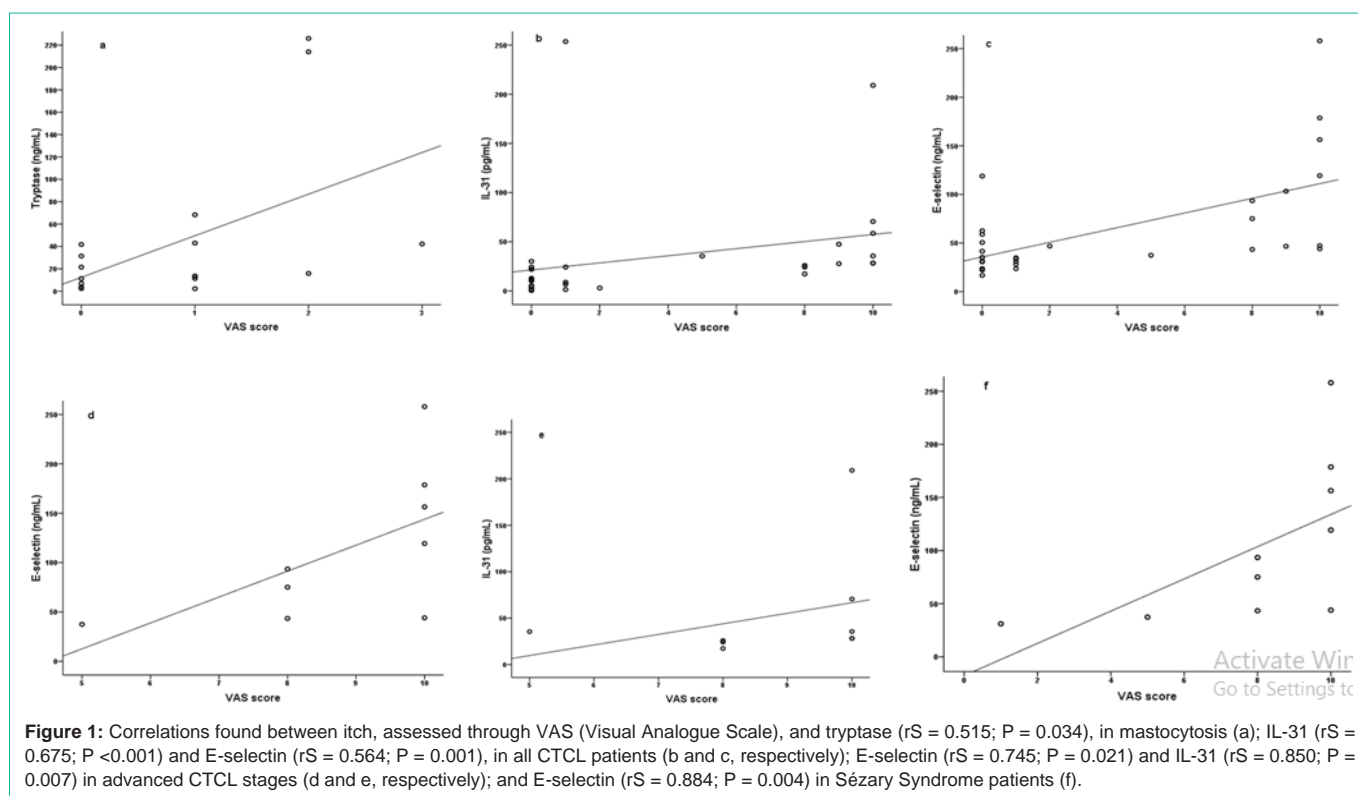 a
Tryptase (ng/mL)
220
200
180
160
140
120
100
80
60
40
20
0
0 1 2 3
VAS score
b
IL-31 (pg/mL)
250
200
150
100
50
0
0 2 4 6 8 10
VAS score
c
E-selectin (ng/mL)
250
200
150
100
50
0
0 2 4 6 8 10
VAS score
d
E-selectin (ng/mL)
250
200
150
100
50
0
5 6 7 8 9 10
VAS score
e
IL-31 (pg/mL)
250
200
150
100
50
0
5 6 7 8 9 10
VAS score
f
E-selectin (ng/mL)
250
200
150
100
50
0
0 2 4 6 8 10
VAS score
Activate Win
Go to Settings to
Figure 1: Correlations found between itch, assessed through VAS (Visual Analogue Scale), and tryptase (rS = 0.515; P = 0.034), in mastocytosis (a); IL-31 (rS =
0.675; P <0.001) and E-selectin (rS = 0.564; P = 0.001), in all CTCL patients (b and c, respectively); E-selectin (rS = 0.745; P = 0.021) and IL-31 (rS = 0.850; P =
0.007) in advanced CTCL stages (d and e, respectively); and E-selectin (rS = 0.884; P = 0.004) in Sézary Syndrome patients (f).